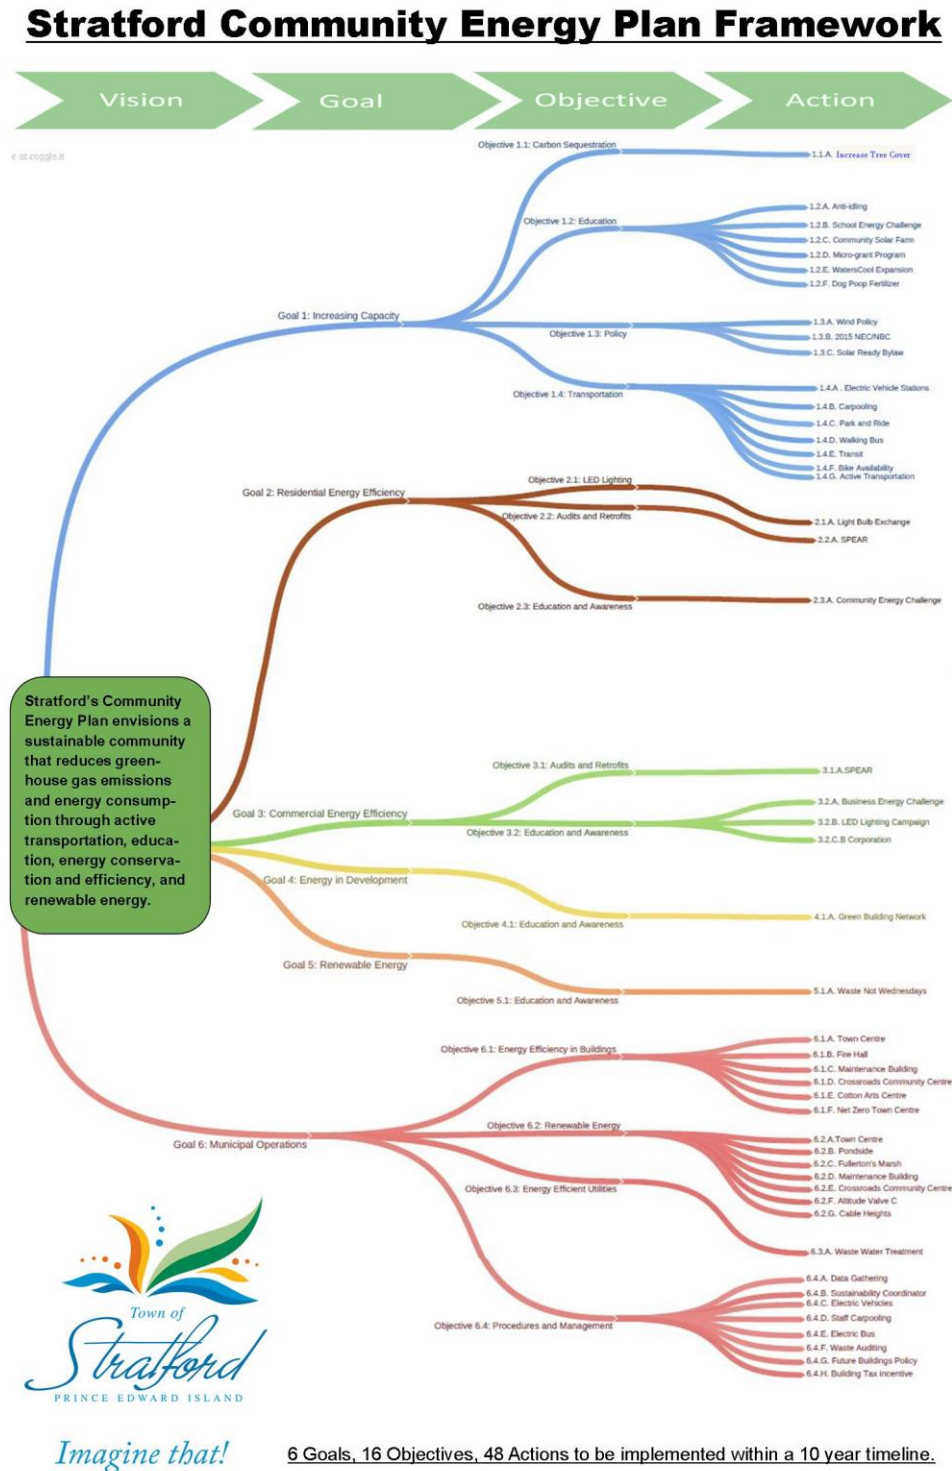 Stratford Community Energy Plan Framework
Vision
Goal
Objective
Action
e at coggle.it
Objective 1.1: Carbon Sequestration
1.1.A. Increase Tree Cover
Objective 1.2: Education
1.2.A. Anti-idling
1.2.B. School Energy Challenge
1.2.C. Community Solar Farm
1.2.D. Micro-grant Program
1.2.E. WatersCool Expansion
1.2.F. Dog Poop Fertilizer
Goal 1: Increasing Capacity
Objective 1.3: Policy
1.3.A. Wind Policy
1.3.B. 2015 NEC/NBC
1.3.C. Solar Ready Bylaw
Objective 1.4: Transportation
1.4.A . Electric Vehicle Stations
1.4.B. Carpooling
1.4.C. Park and Ride
1.4.D. Walking Bus
1.4.E. Transit
1.4.F. Bike Availability
1.4.G. Active Transportation
Goal 2: Residential Energy Efficiency
Objective 2.1: LED Lighting
Objective 2.2: Audits and Retrofits
2.1.A. Light Bulb Exchange
2.2.A. SPEAR
Objective 2.3: Education and Awareness
2.3.A. Community Energy Challenge
Stratford's Community
Energy Plan envisions a
sustainable community
that reduces green-
house gas emissions
and energy consump-
tion through active
transportation, educa-
tion, energy conserva-
tion and efficiency, and
renewable energy.
Goal 3: Commercial Energy Efficiency
Objective 3.1: Audits and Retrofits
3.1.A.SPEAR
Objective 3.2: Education and Awareness
3.2.A. Business Energy Challenge
3.2.B. LED Lighting Campaign
3.2.C.B Corporation
Goal 4: Energy in Development
Objective 4.1: Education and Awareness
4.1.A. Green Building Network
Goal 5: Renewable Energy
Objective 5.1: Education and Awareness
5.1.A. Waste Not Wednesdays
Goal 6: Municipal Operations
Objective 6.1: Energy Efficiency in Buildings
6.1.A. Town Centre
6.1.B. Fire Hall
6.1.C. Maintenance Building
6.1.D. Crossroads Community Centre
6.1.E. Cotton Arts Centre
6.1.F. Net Zero Town Centre
Objective 6.2: Renewable Energy
6.2.A.Town Centre
6.2.B. Pondside
6.2.C. Fullerton's Marsh
6.2.D. Maintenance Building
6.2.E. Crossroads Community Centre
6.2.F. Altitude Valve C
6.2.G. Cable Heights
Objective 6.3: Energy Efficient Utilities
6.3.A. Waste Water Treatment
Objective 6.4: Procedures and Management
6.4.A. Data Gathering
6.4.B. Sustainability Coordinator
6.4.C. Electric Vehicles
6.4.D. Staff Carpooling
6.4.E. Electric Bus
6.4.F. Waste Auditing
6.4.G. Future Buildings Policy
6.4.H. Building Tax incentive
Town of
Stratford
PRINCE EDWARD ISLAND
Imagine that!
6 Goals, 16 Objectives, 48 Actions to be implemented within a 10 year timeline.